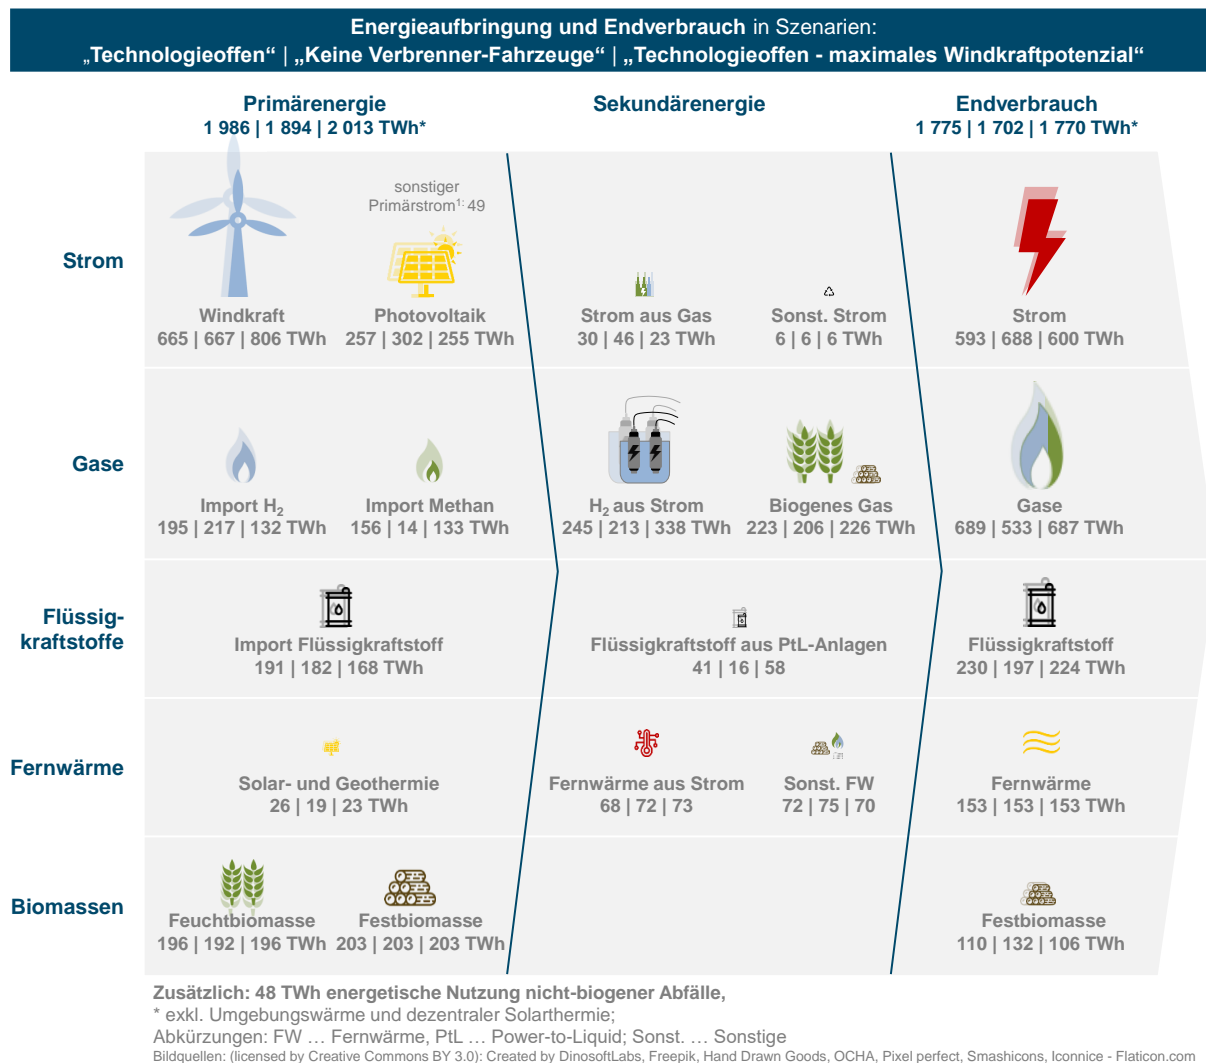 Energieaufbringung und Endverbrauch in Szenarien:
„Technologieoffen“ | „Keine Verbrenner-Fahrzeuge“ | „Technologieoffen - maximales Windkraftpotenzial“
Primärenergie
1 986 | 1 894 | 2 013 TWh*
Sekundärenergie
Endverbrauch
1 775 | 1 702 | 1 770 TWh*
Strom
sonstiger
Primärstrom¹: 49
Windkraft
665 | 667 | 806 TWh
Photovoltaik
257 | 302 | 255 TWh
Strom aus Gas
30 | 46 | 23 TWh
Sonst. Strom
6 | 6 | 6 TWh
Strom
593 | 688 | 600 TWh
Gase
Import H₂
195 | 217 | 132 TWh
Import Methan
156 | 14 | 133 TWh
H₂ aus Strom
245 | 213 | 338 TWh
Biogenes Gas
223 | 206 | 226 TWh
Gase
689 | 533 | 687 TWh
Flüssig-
kraftstoffe
Import Flüssigkraftstoff
191 | 182 | 168 TWh
Flüssigkraftstoff aus PtL-Anlagen
41 | 16 | 58
Flüssigkraftstoff
230 | 197 | 224 TWh
Fernwärme
Solar- und Geothermie
26 | 19 | 23 TWh
Fernwärme aus Strom
68 | 72 | 73
Sonst. FW
72 | 75 | 70
Fernwärme
153 | 153 | 153 TWh
Biomassen
Feuchtbiomasse
196 | 192 | 196 TWh
Festbiomasse
203 | 203 | 203 TWh
Festbiomasse
110 | 132 | 106 TWh
Zusätzlich: 48 TWh energetische Nutzung nicht-biogener Abfälle,
* exkl. Umgebungswärme und dezentraler Solarthermie;
Abkürzungen: FW … Fernwärme, PtL … Power-to-Liquid; Sonst. … Sonstige
Bildquellen: (licensed by Creative Commons BY 3.0): Created by DinosoftLabs, Freepik, Hand Drawn Goods, OCHA, Pixel perfect, Smashicons, Iconnice - Flaticon.com